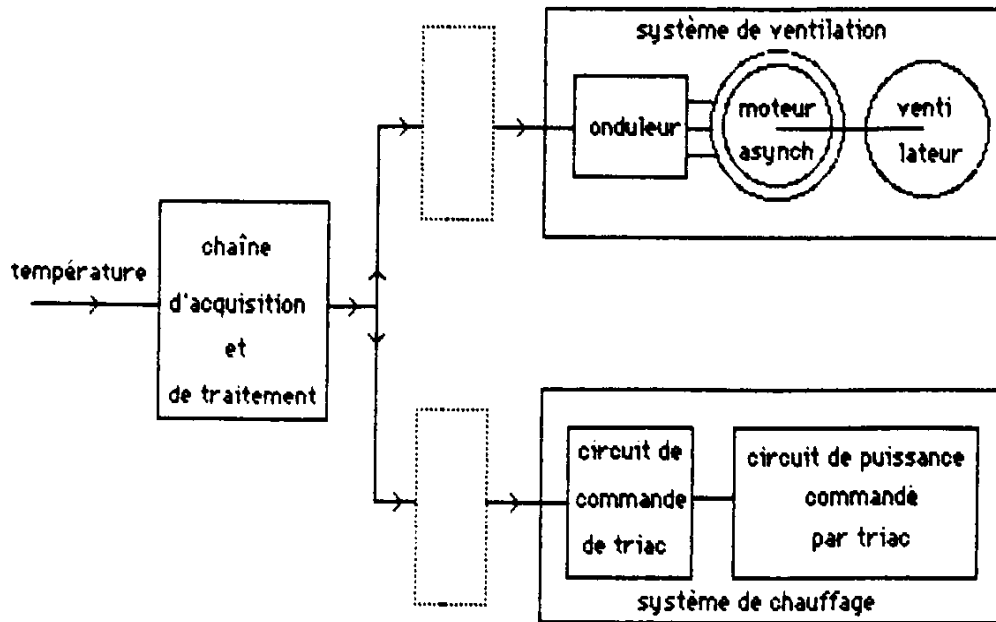 système de ventilation
onduleur
moteur
asynch
venti
lateur
température
chaîne
d'acquisition
et
de traitement
circuit de
commande
de triac
circuit de puissance
commandé
par triac
système de chauffage